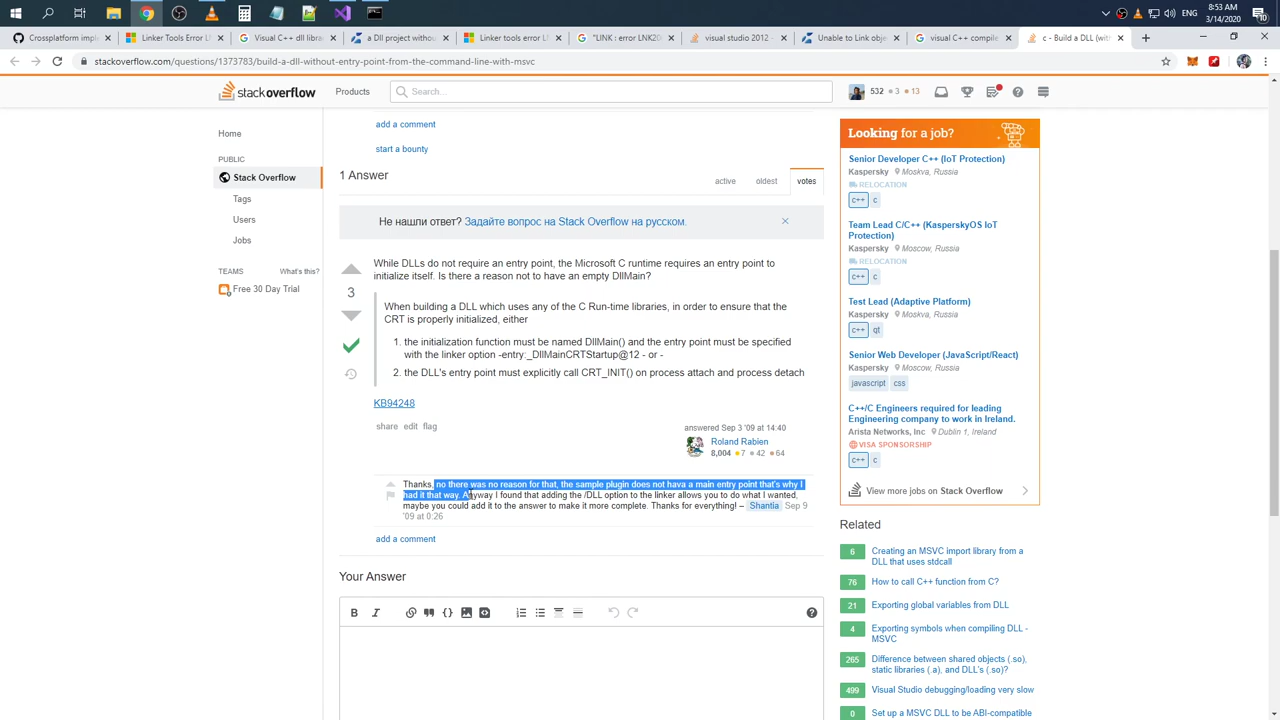 8:53 AM
3/14/2020
ENG
10
Crossplatform impl
Linker Tools Error L
Visual C++ dll libra
a Dll project withou
Linker tools error L
"LINK : error LNK20
visual studio 2012 -
Unable to Link obje
visual C++ compile
c - Build a DLL (wit
stackoverflow.com/questions/1373783/build-a-dll-without-entry-point-from-the-command-line-with-msvc
stackoverflow
Products
Search...
532 3 13
Home
PUBLIC
Stack Overflow
Tags
Users
Jobs
TEAMS What's this?
Free 30 Day Trial
add a comment
start a bounty
1 Answer
active oldest votes
Не нашли ответ? Задайте вопрос на Stack Overflow на русском.
While DLLs do not require an entry point, the Microsoft C runtime requires an entry point to
initialize itself. Is there a reason not to have an empty DllMain?
3
When building a DLL which uses any of the C Run-time libraries, in order to ensure that the
CRT is properly initialized, either
1. the initialization function must be named DllMain() and the entry point must be specified
with the linker option -entry:_DllMainCRTStartup@12 - or -
2. the DLL's entry point must explicitly call CRT_INIT() on process attach and process detach
KB94248
share edit flag
answered Sep 3 '09 at 14:40
Roland Rabien
8,004 7 42 64
Thanks, no there was no reason for that, the sample plugin does not hava a main entry point that's why I
had it that way. Anyway I found that adding the /DLL option to the linker allows you to do what I wanted,
maybe you could add it to the answer to make it more complete. Thanks for everything! – Shantia Sep 9
'09 at 0:26
add a comment
Your Answer
B I
Looking for a job?
Senior Developer C++ (IoT Protection)
Kaspersky Moskva, Russia
RELOCATION
c++ c
Team Lead C/C++ (KasperskyOS IoT
Protection)
Kaspersky Moscow, Russia
RELOCATION
c++ c
Test Lead (Adaptive Platform)
Kaspersky Moskva, Russia
c++ qt
Senior Web Developer (JavaScript/React)
Kaspersky Moscow, Russia
javascript css
C++/C Engineers required for leading
Engineering company to work in Ireland.
Arista Networks, Inc Dublin 1, Ireland
VISA SPONSORSHIP
c++ c
View more jobs on Stack Overflow
Related
6 Creating an MSVC import library from a
DLL that uses stdcall
76 How to call C++ function from C?
21 Exporting global variables from DLL
4 Exporting symbols when compiling DLL -
MSVC
265 Difference between shared objects (.so),
static libraries (.a), and DLL's (.so)?
499 Visual Studio debugging/loading very slow
0 Set up a MSVC DLL to be ABI-compatible